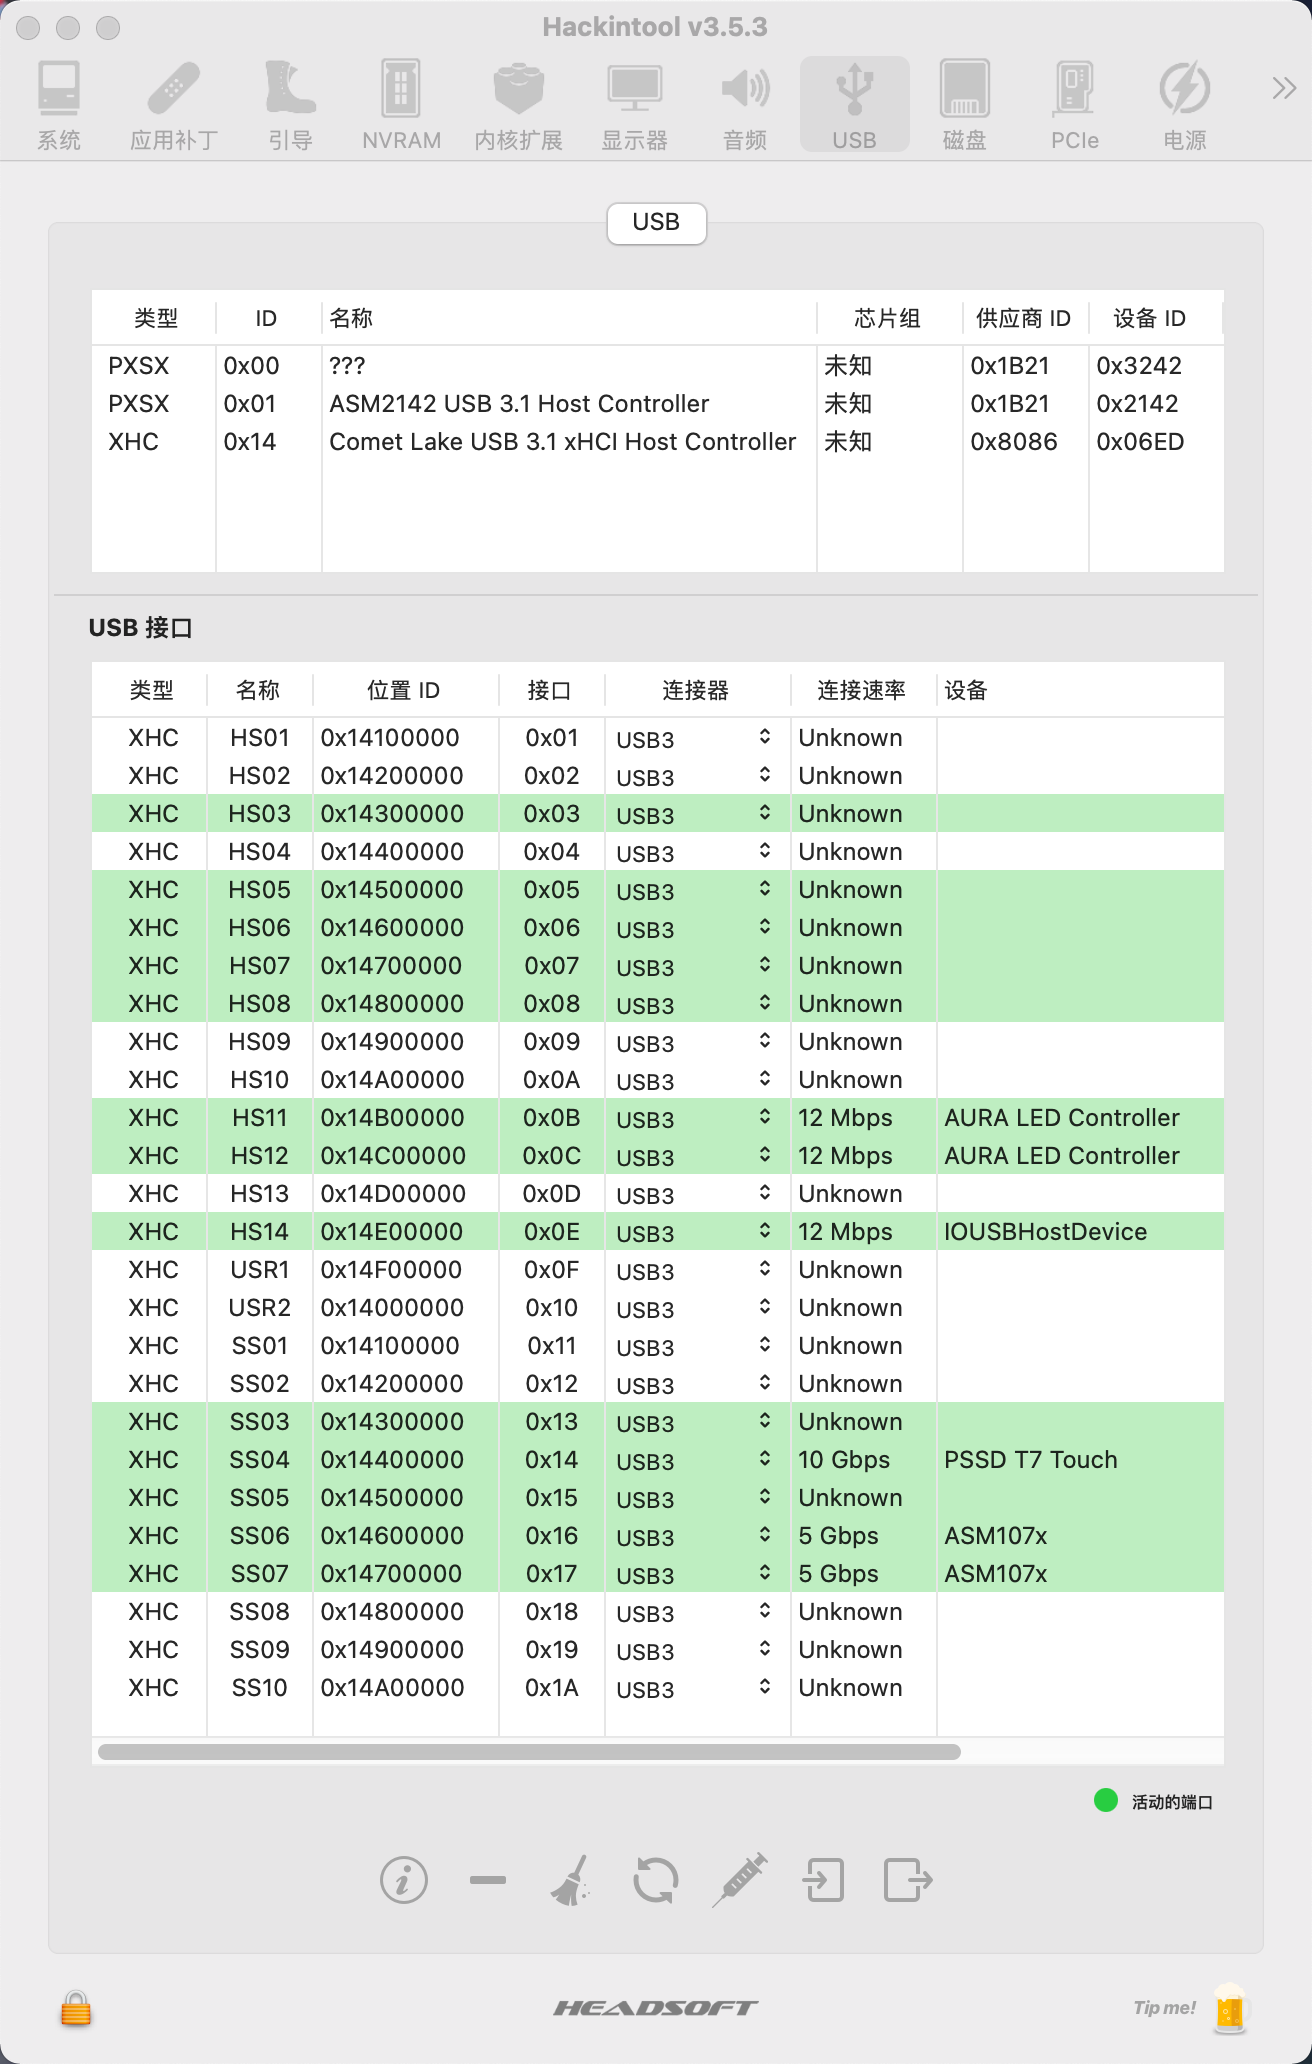 Hackintool v3.5.3
系统 应用补丁 引导 NVRAM 内核扩展 显示器 音频 USB 磁盘 PCIe 电源
USB
类型 ID 名称 芯片组 供应商 ID 设备 ID
PXSX 0x00 ??? 未知 0x1B21 0x3242
PXSX 0x01 ASM2142 USB 3.1 Host Controller 未知 0x1B21 0x2142
XHC 0x14 Comet Lake USB 3.1 xHCI Host Controller 未知 0x8086 0x06ED
USB 接口
类型 名称 位置 ID 接口 连接器 连接速率 设备
XHC HS01 0x14100000 0x01 USB3 Unknown
XHC HS02 0x14200000 0x02 USB3 Unknown
XHC HS03 0x14300000 0x03 USB3 Unknown
XHC HS04 0x14400000 0x04 USB3 Unknown
XHC HS05 0x14500000 0x05 USB3 Unknown
XHC HS06 0x14600000 0x06 USB3 Unknown
XHC HS07 0x14700000 0x07 USB3 Unknown
XHC HS08 0x14800000 0x08 USB3 Unknown
XHC HS09 0x14900000 0x09 USB3 Unknown
XHC HS10 0x14A00000 0x0A USB3 Unknown
XHC HS11 0x14B00000 0x0B USB3 12 Mbps AURA LED Controller
XHC HS12 0x14C00000 0x0C USB3 12 Mbps AURA LED Controller
XHC HS13 0x14D00000 0x0D USB3 Unknown
XHC HS14 0x14E00000 0x0E USB3 12 Mbps IOUSBHostDevice
XHC USR1 0x14F00000 0x0F USB3 Unknown
XHC USR2 0x14000000 0x10 USB3 Unknown
XHC SS01 0x14100000 0x11 USB3 Unknown
XHC SS02 0x14200000 0x12 USB3 Unknown
XHC SS03 0x14300000 0x13 USB3 Unknown
XHC SS04 0x14400000 0x14 USB3 10 Gbps PSSD T7 Touch
XHC SS05 0x14500000 0x15 USB3 Unknown
XHC SS06 0x14600000 0x16 USB3 5 Gbps ASM107x
XHC SS07 0x14700000 0x17 USB3 5 Gbps ASM107x
XHC SS08 0x14800000 0x18 USB3 Unknown
XHC SS09 0x14900000 0x19 USB3 Unknown
XHC SS10 0x14A00000 0x1A USB3 Unknown
活动的端口
HEADSOFT
Tip me!